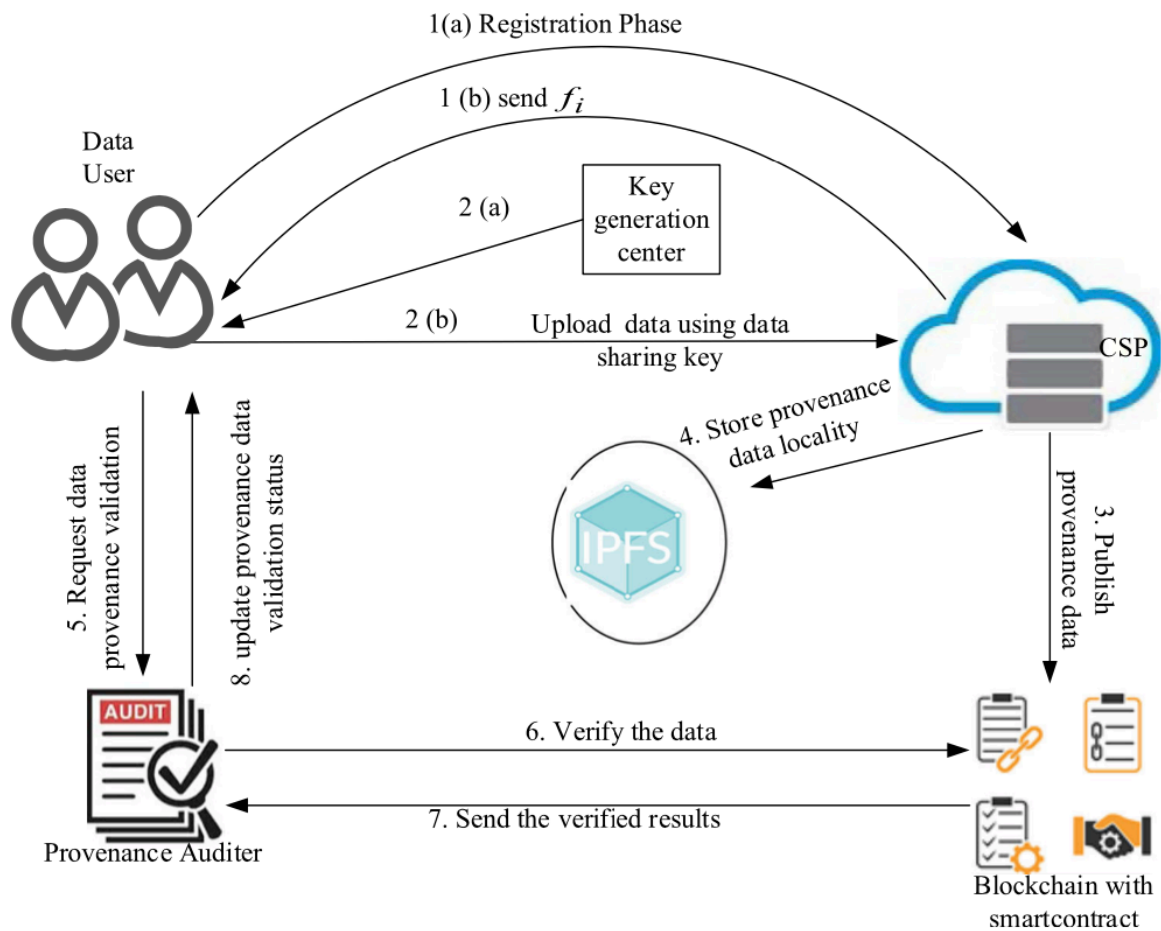 1(a) Registration Phase
1 (b) send fᵢ
Data
User
Key
generation
center
2 (a)
2 (b)
Upload data using data
sharing key
CSP
4. Store provenance
data locality
IPFS
3. Publish
provenance data
5. Request data
provenance validation
8. update provenance data
validation status
AUDIT
6. Verify the data
7. Send the verified results
Provenance Auditer
Blockchain with
smartcontract